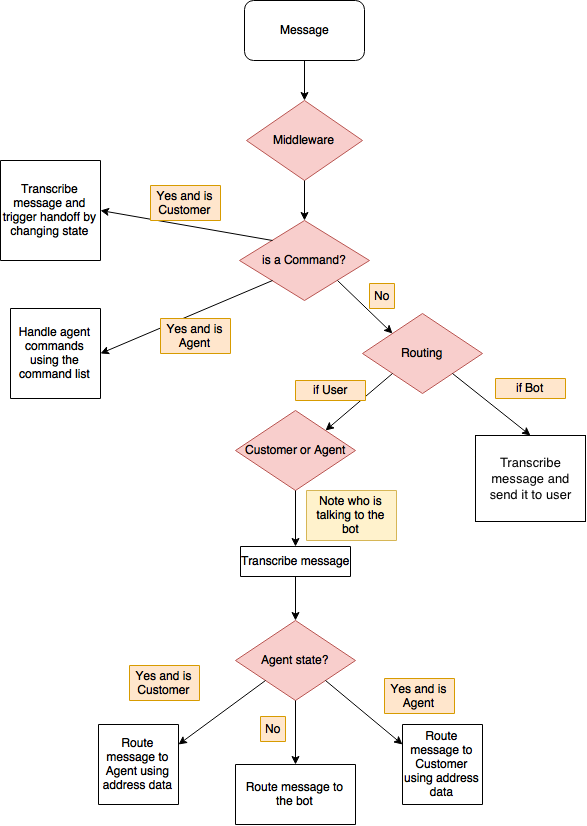 Message
Middleware
Yes and is
Customer
Transcribe
message and
trigger handoff by
changing state
is a Command?
No
Yes and is
Agent
Handle agent
commands
using the
command list
Routing
if User
if Bot
Customer or Agent
Transcribe
message and
send it to user
Note who is
talking to the
bot
Transcribe message
Agent state?
Yes and is
Customer
Yes and is
Agent
No
Route
message to
Agent using
address data
Route message to
the bot
Route
message to
Customer
using address
data